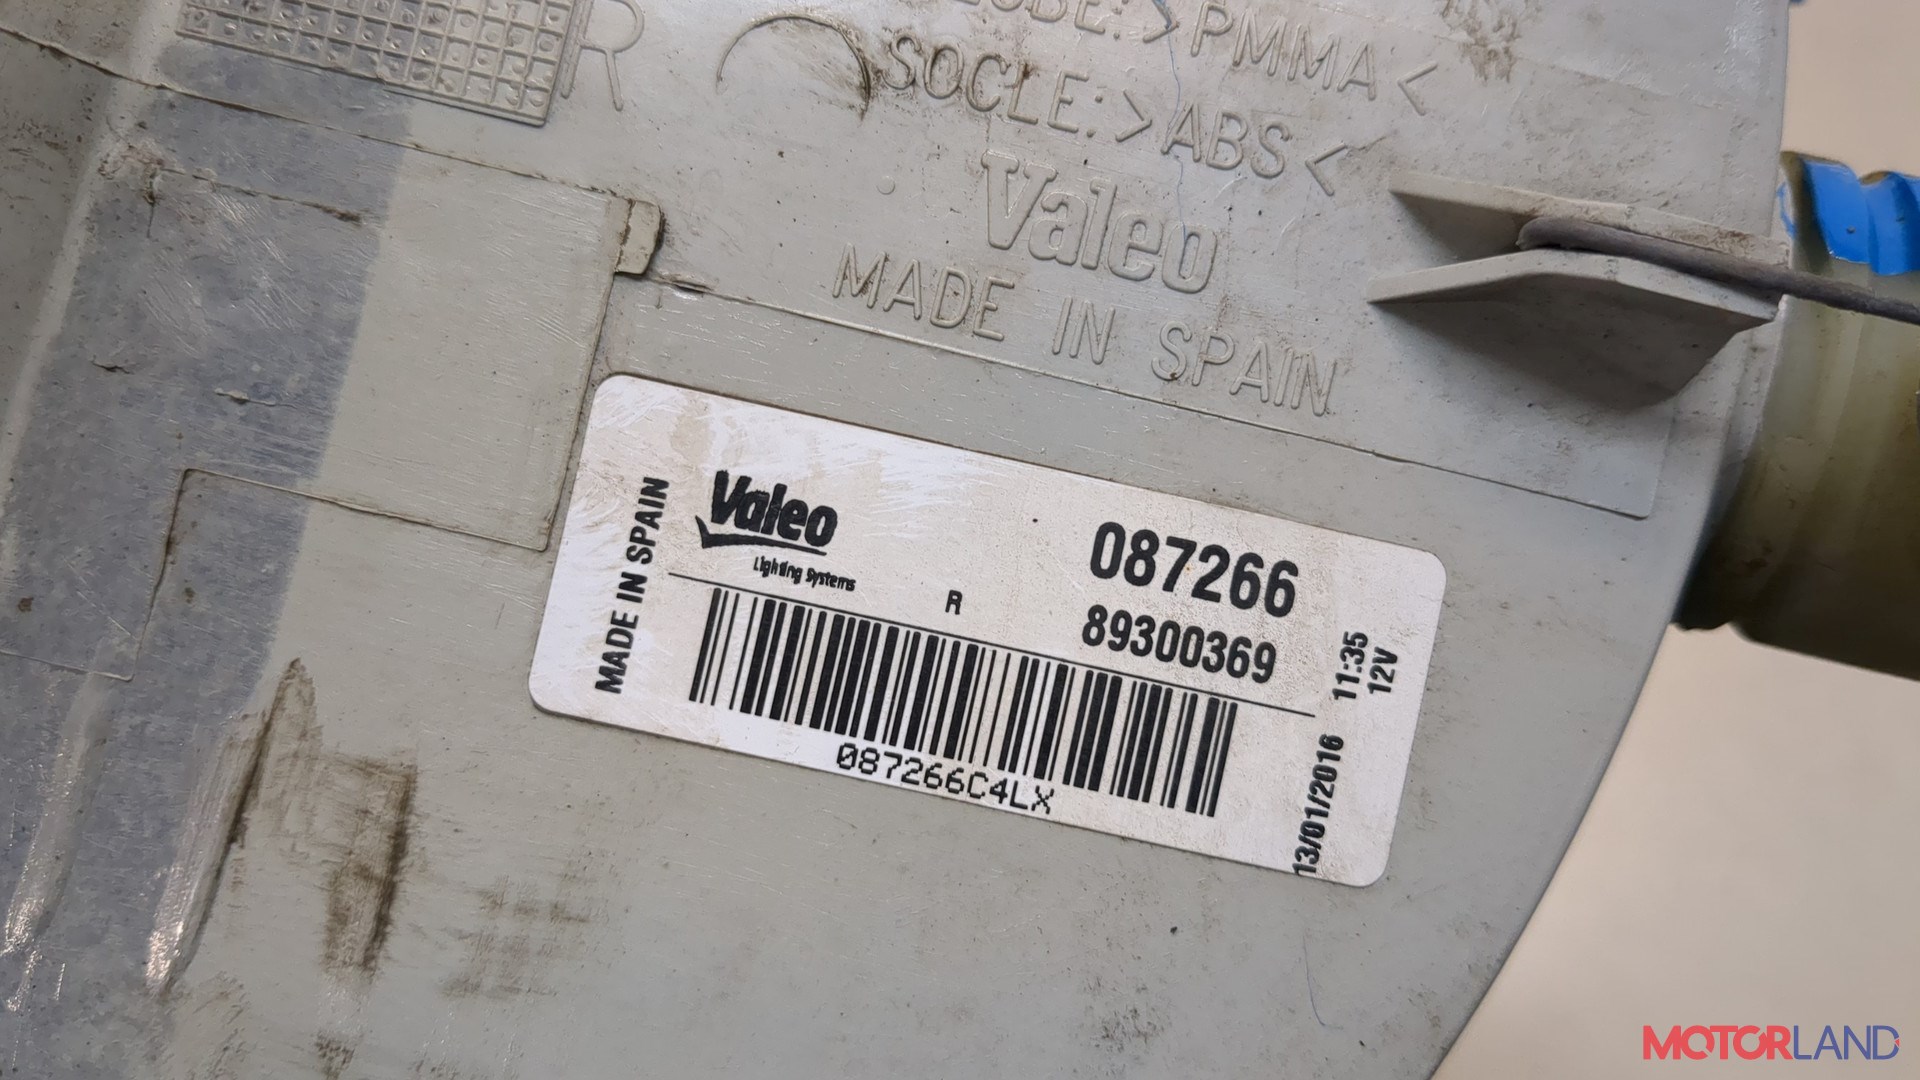 R
>PMMA<
SOCLE: >ABS<
Valeo
MADE IN SPAIN
MADE IN SPAIN
Valeo
Lighting Systems
R
087266
89300369
087266C4LX
13/01/2016 11:35
12V
MOTORLAND